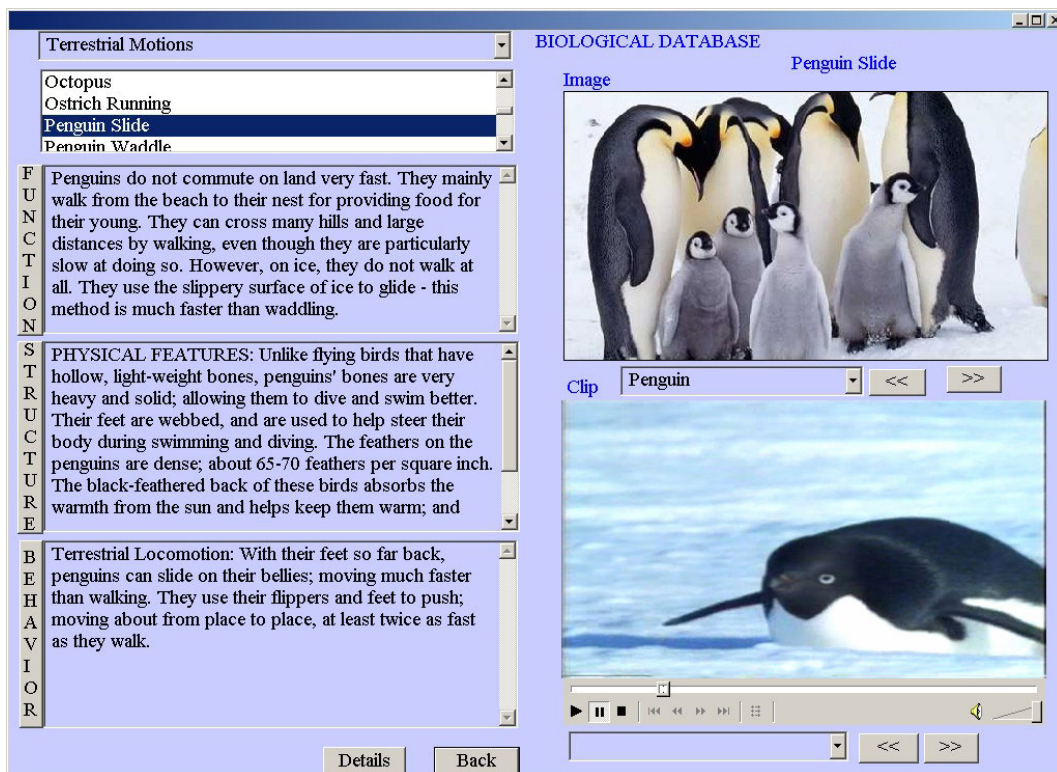 Terrestrial Motions
Octopus
Ostrich Running
Penguin Slide
Penguin Waddle
FUNCTION
Penguins do not commute on land very fast. They mainly
walk from the beach to their nest for providing food for
their young. They can cross many hills and large
distances by walking, even though they are particularly
slow at doing so. However, on ice, they do not walk at
all. They use the slippery surface of ice to glide - this
method is much faster than waddling.
STRUCTURE
PHYSICAL FEATURES: Unlike flying birds that have
hollow, light-weight bones, penguins' bones are very
heavy and solid; allowing them to dive and swim better.
Their feet are webbed, and are used to help steer their
body during swimming and diving. The feathers on the
penguins are dense; about 65-70 feathers per square inch.
The black-feathered back of these birds absorbs the
warmth from the sun and helps keep them warm; and
BEHAVIOR
Terrestrial Locomotion: With their feet so far back,
penguins can slide on their bellies; moving much faster
than walking. They use their flippers and feet to push;
moving about from place to place, at least twice as fast
as they walk.
Details
Back
BIOLOGICAL DATABASE
Penguin Slide
Image
Clip
Penguin
<<
>>
<<
>>